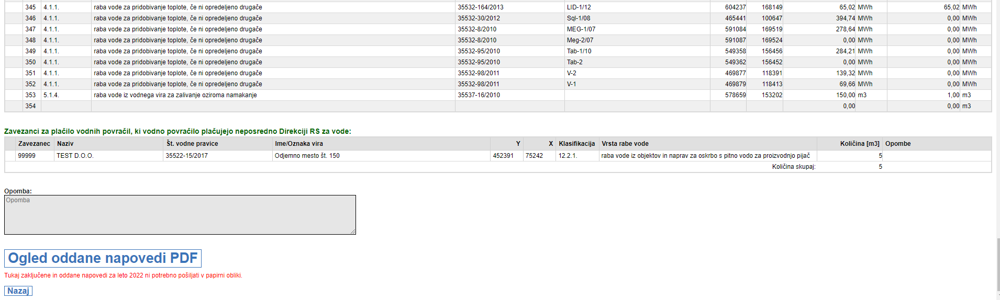 345 4.1.1. raba vode za pridobivanje toplote, če ni opredeljeno drugače 35532-164/2013 LID-1/12 604237 168149 65,02 MWh 65,02 MWh
346 4.1.1. raba vode za pridobivanje toplote, če ni opredeljeno drugače 35532-30/2012 Sql-1/08 465441 100647 394,74 MWh 0,00 MWh
347 4.1.1. raba vode za pridobivanje toplote, če ni opredeljeno drugače 35532-8/2010 MEG-1/07 591084 169519 278,64 MWh 0,00 MWh
348 4.1.1. raba vode za pridobivanje toplote, če ni opredeljeno drugače 35532-8/2010 Meg-2/07 591087 169524 0,00 MWh 0,00 MWh
349 4.1.1. raba vode za pridobivanje toplote, če ni opredeljeno drugače 35532-95/2010 Tab-1/10 549358 156456 284,21 MWh 0,00 MWh
350 4.1.1. raba vode za pridobivanje toplote, če ni opredeljeno drugače 35532-95/2010 Tab-2 549362 156452 0,00 MWh 0,00 MWh
351 4.1.1. raba vode za pridobivanje toplote, če ni opredeljeno drugače 35532-98/2011 V-2 469877 118391 139,32 MWh 0,00 MWh
352 4.1.1. raba vode za pridobivanje toplote, če ni opredeljeno drugače 35532-98/2011 V-1 469879 118413 69,66 MWh 0,00 MWh
353 5.1.4. raba vode iz vodnega vira za zalivanje oziroma namakanje 35537-16/2010 578659 153202 150,00 m3 1,00 m3
354 0,00 0,00 m3
Zavezanci za plačilo vodnih povračil, ki vodno povračilo plačujejo neposredno Direkciji RS za vode:
Zavezanec Naziv Št. vodne pravice Ime/Oznaka vira Y X Klasifikacija Vrsta rabe vode Količina [m3] Opombe
99999 TEST D.O.O. 35522-15/2017 Odjemno mesto št. 150 452391 75242 12.2.1. raba vode iz objektov in naprav za oskrbo s pitno vodo za proizvodnjo pijač 5
Količina skupaj: 5
Opomba:
Opomba
Ogled oddane napovedi PDF
Tukaj zaključene in oddane napovedi za leto 2022 ni potrebno pošiljati v papirni obliki.
Nazaj